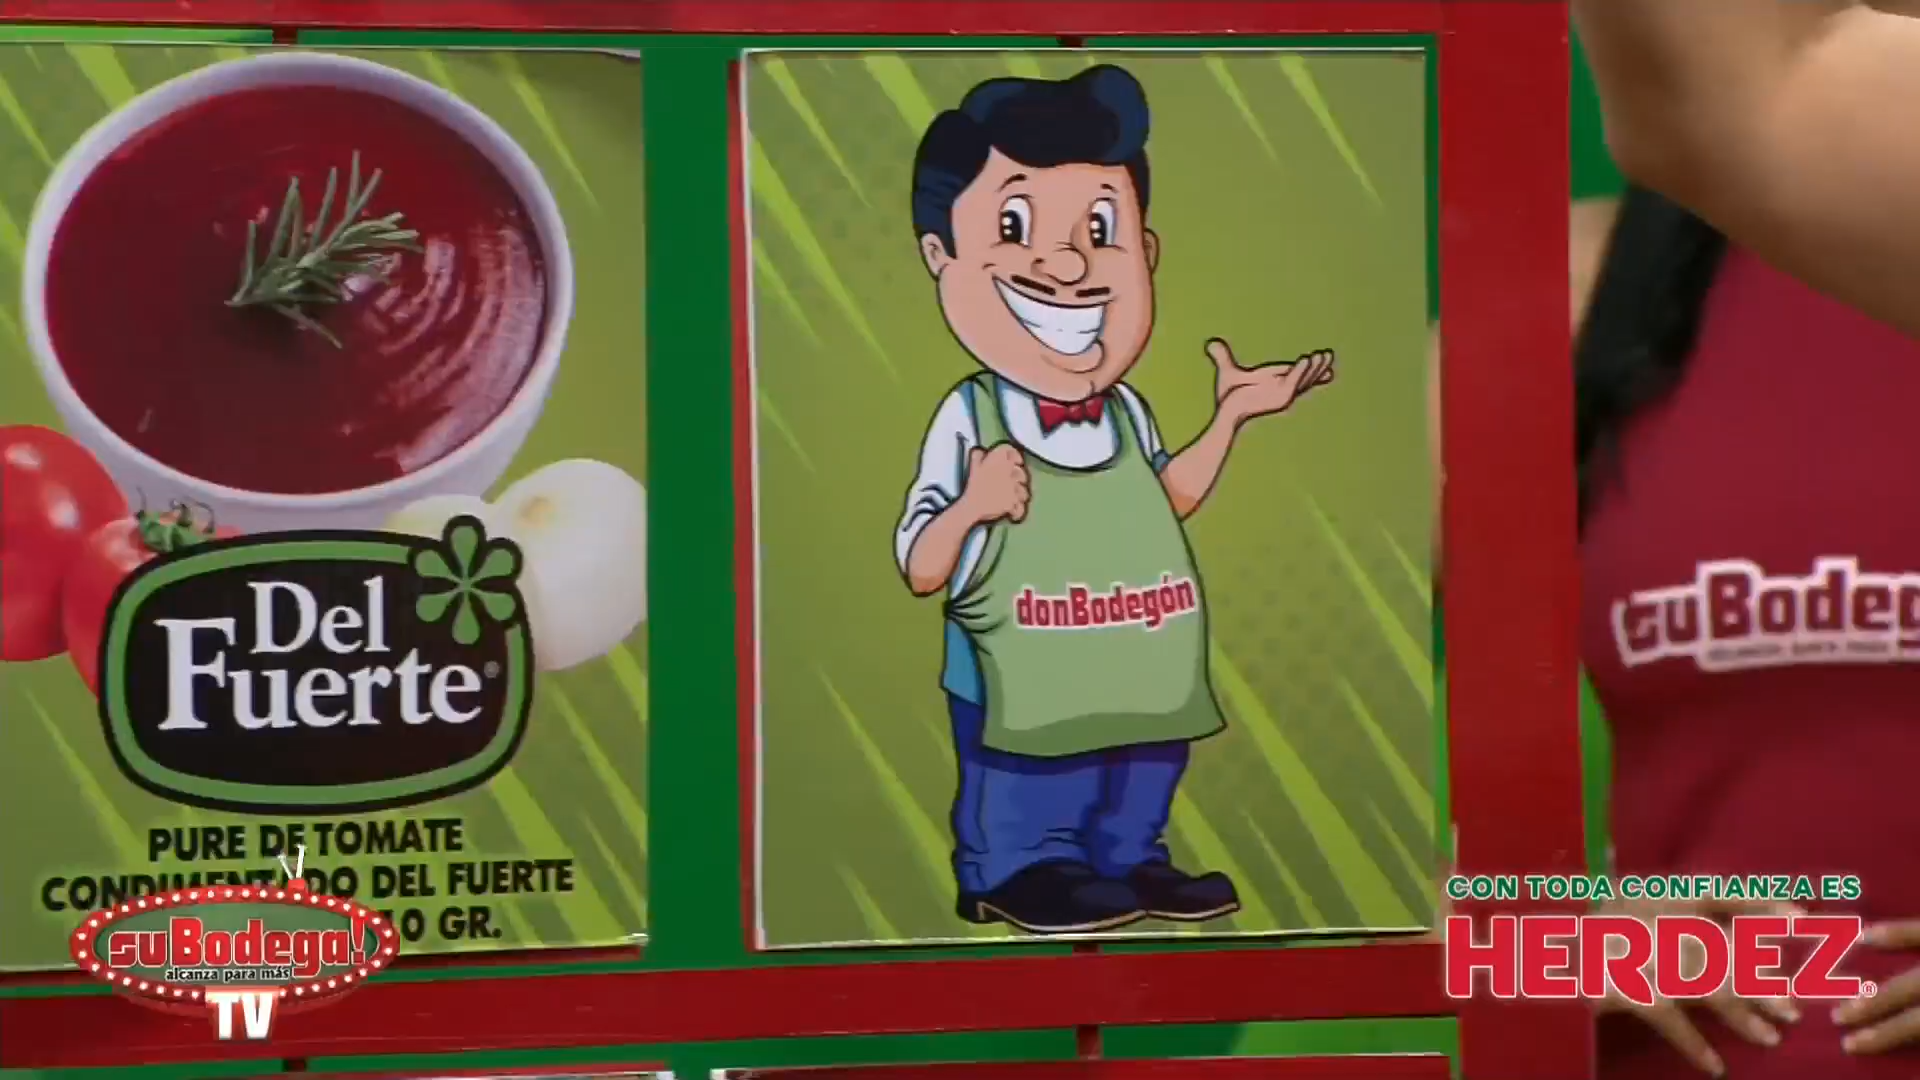 Del
Fuerte®
PURE DE TOMATE
DO DEL FUERTE
0 GR.
donBodegón
suBodeg
suBodega!
alcanza para más
TV
CON TODA CONFIANZA ES
HERDEZ®